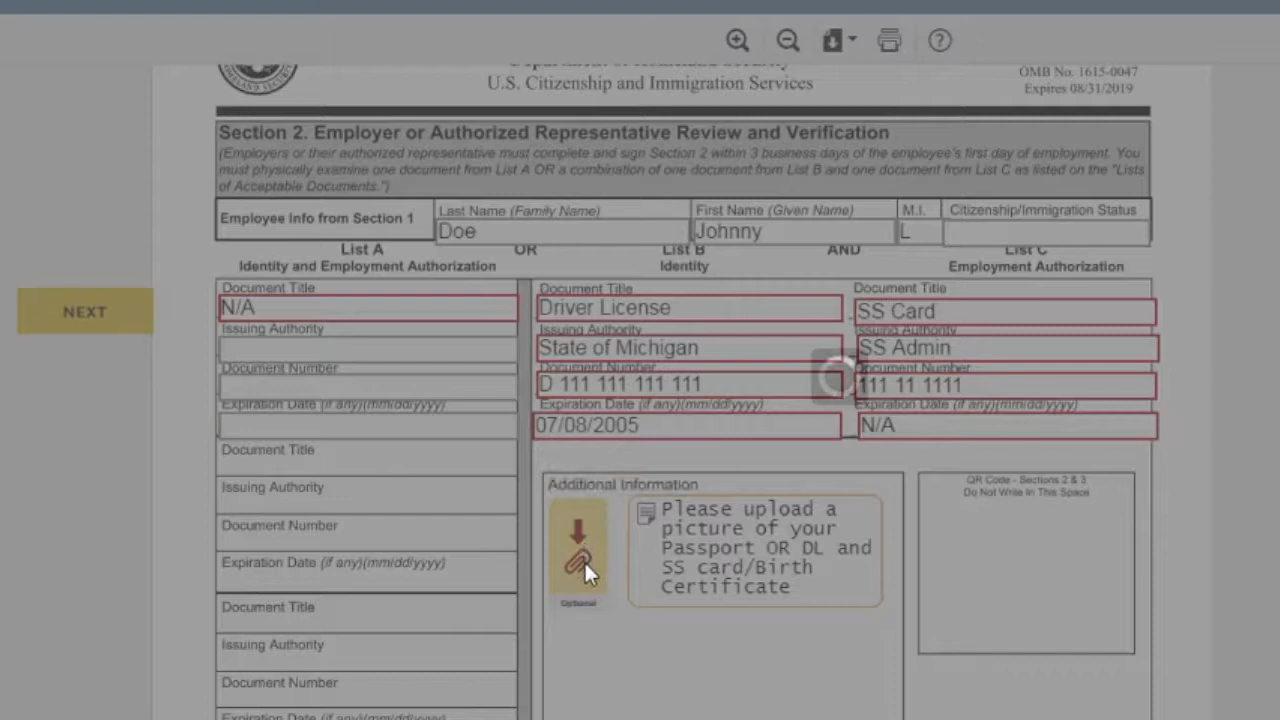 U.S. Citizenship and Immigration Services
OMB No. 1615-0047
Expires 08/31/2019
Section 2. Employer or Authorized Representative Review and Verification
(Employers or their authorized representative must complete and sign Section 2 within 3 business days of the employee's first day of employment. You
must physically examine one document from List A OR a combination of one document from List B and one document from List C as listed on the "Lists
of Acceptable Documents.")
Employee Info from Section 1
Last Name (Family Name)
Doe
First Name (Given Name)
Johnny
M.I.
L
Citizenship/Immigration Status
List A
Identity and Employment Authorization
OR
List B
Identity
AND
List C
Employment Authorization
Document Title
N/A
Issuing Authority
Document Number
Expiration Date (if any)(mm/dd/yyyy)
Document Title
Issuing Authority
Document Number
Expiration Date (if any)(mm/dd/yyyy)
Document Title
Issuing Authority
Document Number
Expiration Date (if any)(mm/dd/yyyy)
Document Title
Driver License
Issuing Authority
State of Michigan
Document Number
D 111 111 111 111
Expiration Date (if any)(mm/dd/yyyy)
07/08/2005
Document Title
SS Card
Issuing Authority
SS Admin
Document Number
111 11 1111
Expiration Date (if any)(mm/dd/yyyy)
N/A
Additional Information
Optional
Please upload a
picture of your
Passport OR DL and
SS card/Birth
Certificate
QR Code - Sections 2 & 3
Do Not Write In This Space
NEXT